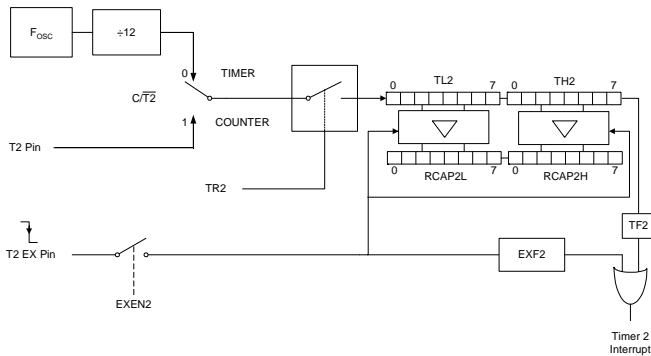 FOSC
÷12
0
TIMER
C/T2
1
COUNTER
T2 Pin
TR2
0
TL2
7
0
TH2
7
0
RCAP2L
7
0
RCAP2H
7
TF2
T2 EX Pin
EXEN2
EXF2
Timer 2
Interrupt